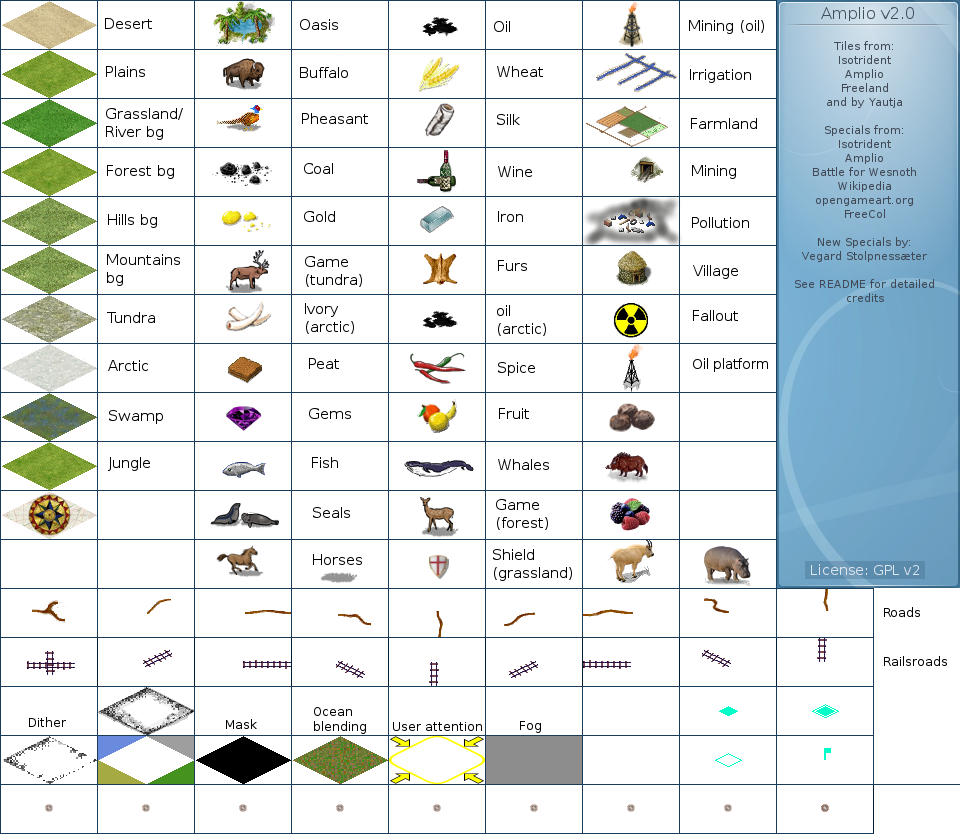 Desert
Oasis
Oil
Mining (oil)
Amplio v2.0
Plains
Buffalo
Wheat
Irrigation
Tiles from:
Isotrident
Amplio
Freeland
and by Yautja
Grassland/
River bg
Pheasant
Silk
Farmland
Specials from:
Isotrident
Amplio
Battle for Wesnoth
Wikipedia
opengameart.org
FreeCol
Forest bg
Coal
Wine
Mining
Hills bg
Gold
Iron
Pollution
New Specials by:
Vegard Stolpnessæter
Mountains
bg
Game
(tundra)
Furs
Village
See README for detailed
credits
Tundra
Ivory
(arctic)
oil
(arctic)
Fallout
Arctic
Peat
Spice
Oil platform
Swamp
Gems
Fruit
Jungle
Fish
Whales
Seals
Game
(forest)
Horses
Shield
(grassland)
License: GPL v2
Roads
Railsroads
Dither
Mask
Ocean
blending
User attention
Fog